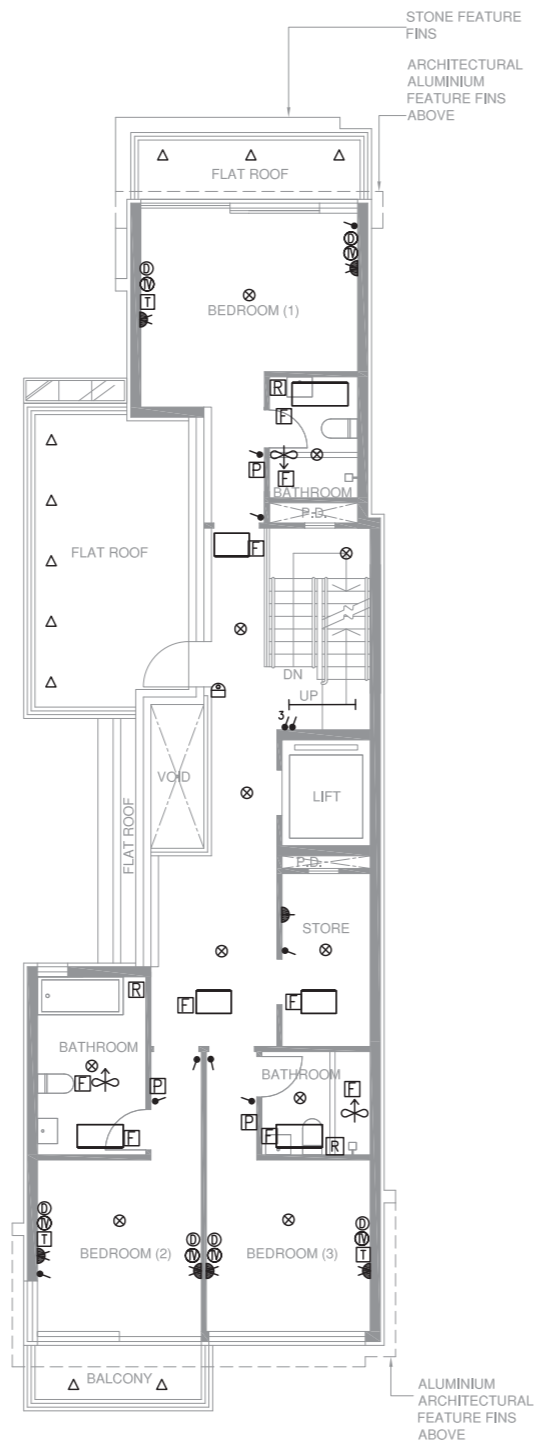 STONE FEATURE
FINS
ARCHITECTURAL
ALUMINIUM
FEATURE FINS
ABOVE
FLAT ROOF
D
M
T
D
M
BEDROOM (1)
R
F
P
F
BATHROOM
P.D.
F
FLAT ROOF
DN
UP
3
VOID
LIFT
FLAT ROOF
P.D.
STORE
R
F
F
BATHROOM
F
P
F
BATHROOM
F
P
F
R
D
M
T
D
M
D
M
D
M
T
BEDROOM (2)
BEDROOM (3)
BALCONY
ALUMINIUM
ARCHITECTURAL
FEATURE FINS
ABOVE